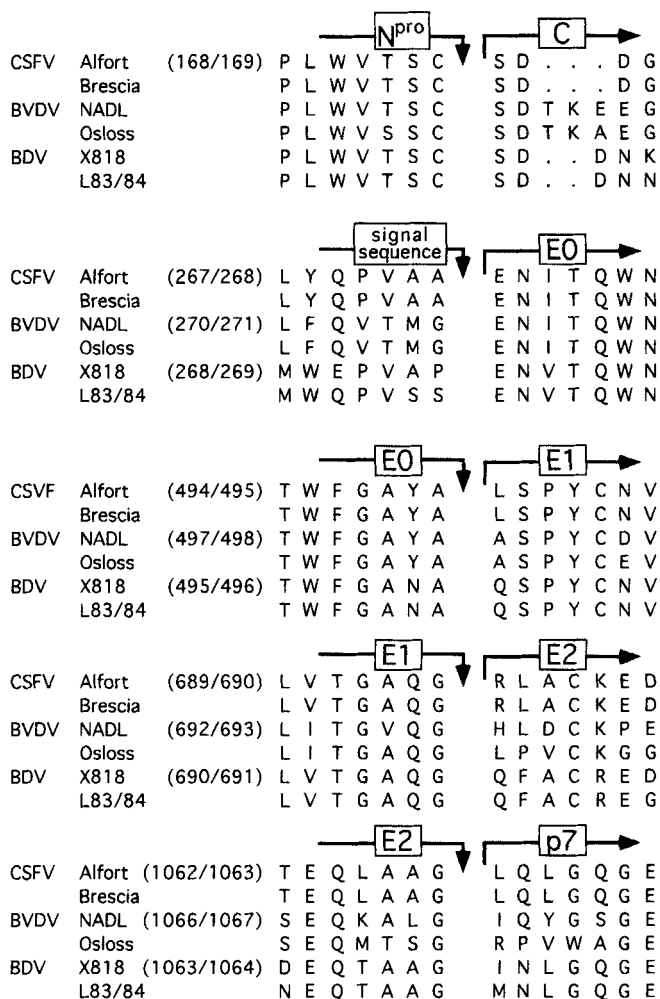 Npro C
CSFV Alfort (168/169) P L W V T S C S D . . . D G
Brescia P L W V T S C S D . . . D G
BVDV NADL P L W V T S C S D T K E E G
Osloss P L W V S S C S D T K A E G
BDV X818 P L W V T S C S D . . D N K
L83/84 P L W V T S C S D . . D N N
signal sequence E0
CSFV Alfort (267/268) L Y Q P V A A E N I T Q W N
Brescia L Y Q P V A A E N I T Q W N
BVDV NADL (270/271) L F Q V T M G E N I T Q W N
Osloss L F Q V T M G E N I T Q W N
BDV X818 (268/269) M W E P V A P E N V T Q W N
L83/84 M W Q P V S S E N V T Q W N
E0 E1
CSVF Alfort (494/495) T W F G A Y A L S P Y C N V
Brescia T W F G A Y A L S P Y C N V
BVDV NADL (497/498) T W F G A Y A A S P Y C D V
Osloss T W F G A Y A A S P Y C E V
BDV X818 (495/496) T W F G A N A Q S P Y C N V
L83/84 T W F G A N A Q S P Y C N V
E1 E2
CSFV Alfort (689/690) L V T G A Q G R L A C K E D
Brescia L V T G A Q G R L A C K E D
BVDV NADL (692/693) L I T G V Q G H L D C K P E
Osloss L I T G A Q G L P V C K G G
BDV X818 (690/691) L V T G A Q G Q F A C R E D
L83/84 L V T G A Q G Q F A C R E G
E2 p7
CSFV Alfort (1062/1063) T E Q L A A G L Q L G Q G E
Brescia T E Q L A A G L Q L G Q G E
BVDV NADL (1066/1067) S E Q K A L G I Q Y G S G E
Osloss S E Q M T S G R P V W A G E
BDV X818 (1063/1064) D E Q T A A G I N L G Q G E
L83/84 N E Q T A A G M N L G Q G E